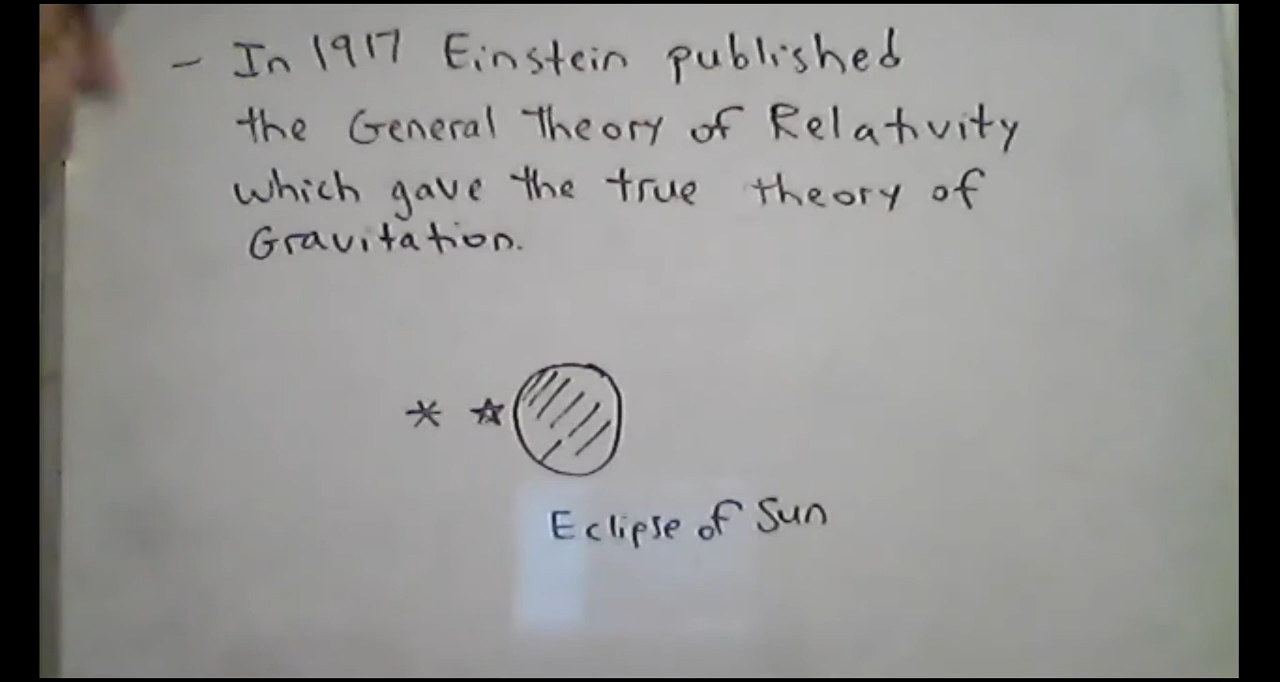 - In 1917 Einstein published
the General Theory of Relativity
which gave the true theory of
Gravitation.
Eclipse of Sun